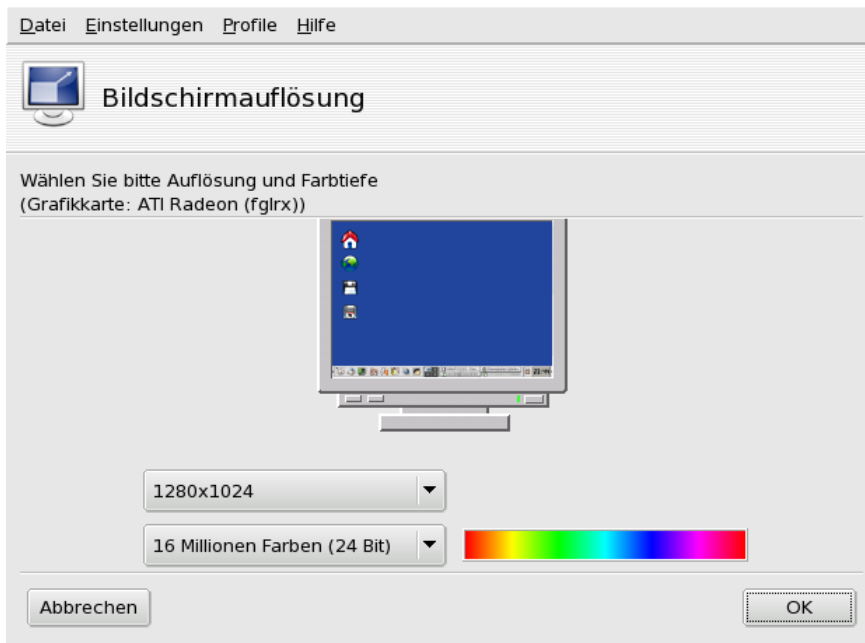 Datei Einstellungen Profile Hilfe
Bildschirmauflösung
Wählen Sie bitte Auflösung und Farbtiefe
(Grafikkarte: ATI Radeon (fglrx))
1280x1024
16 Millionen Farben (24 Bit)
Abbrechen OK